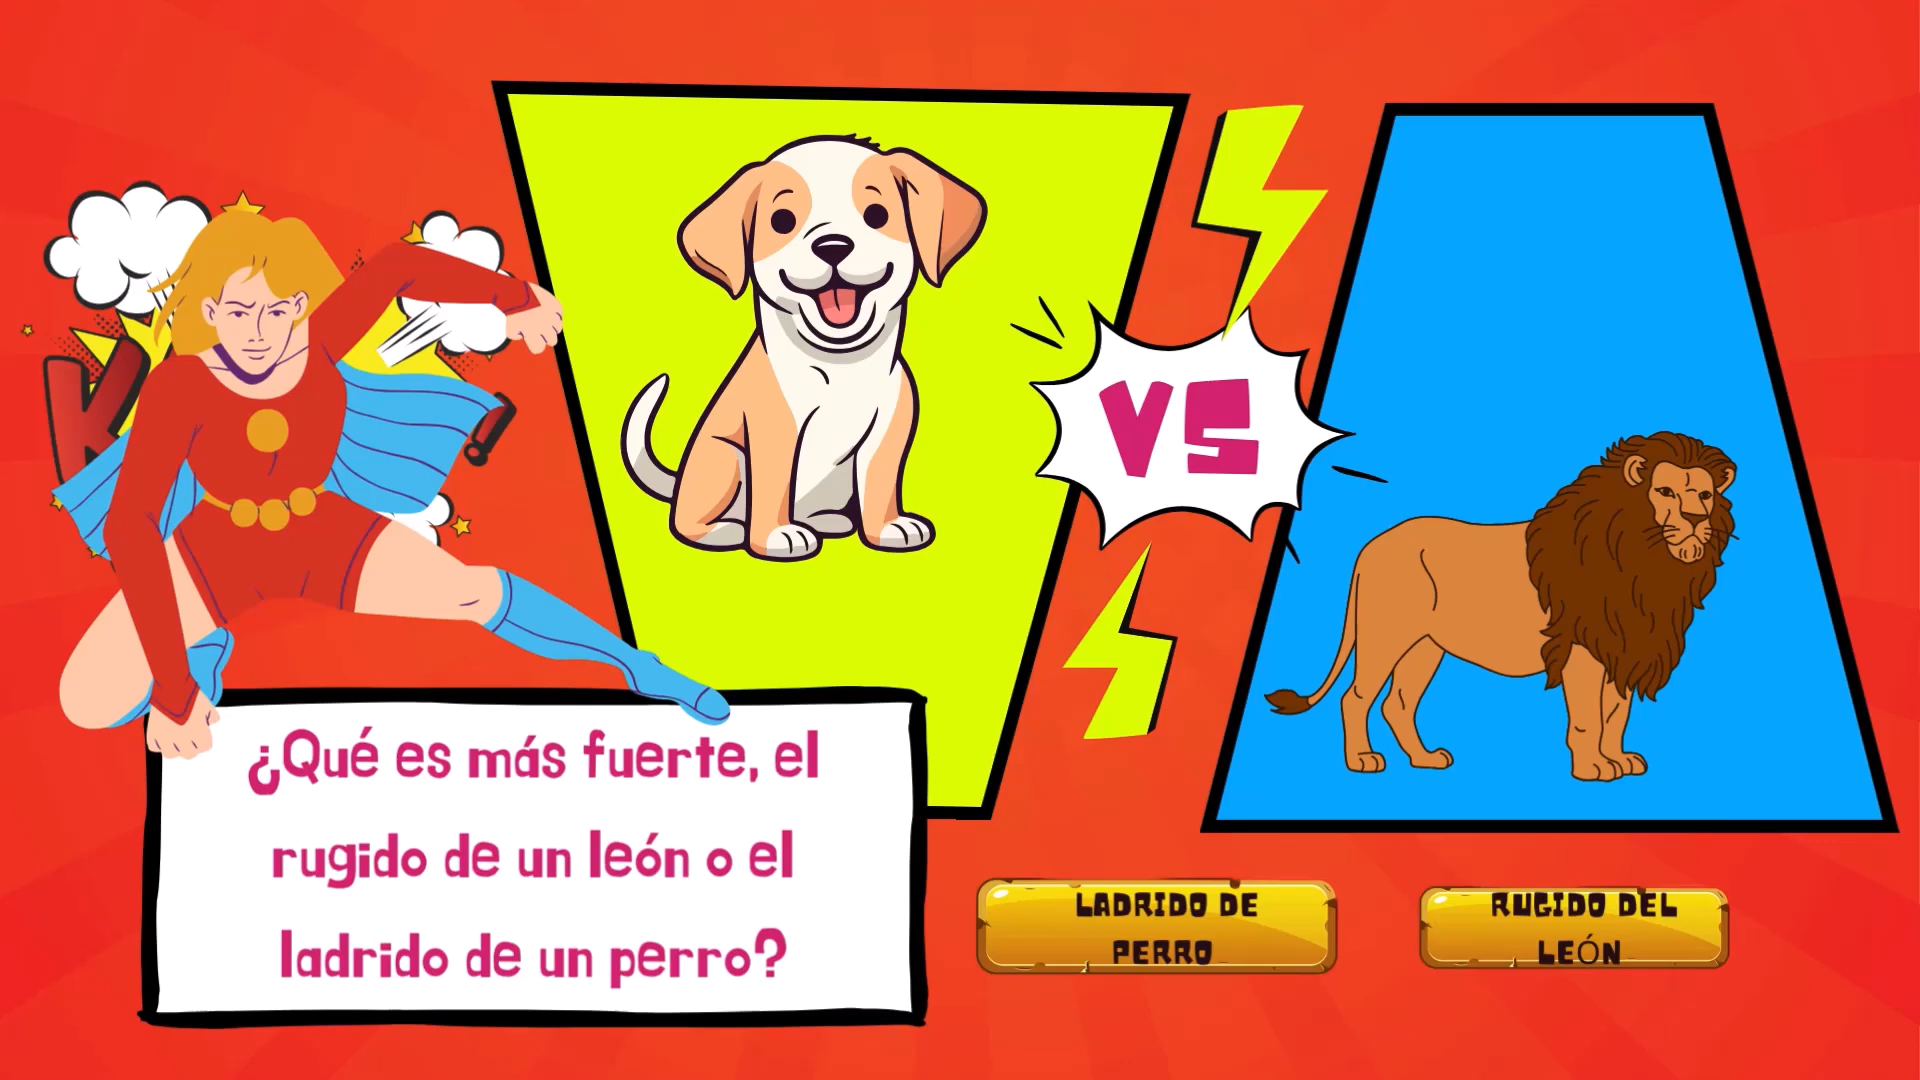 K
!
VS
¿Qué es más fuerte, el
rugido de un león o el
ladrido de un perro?
LADRIDO DE
PERRO
RUGIDO DEL
LEÓN